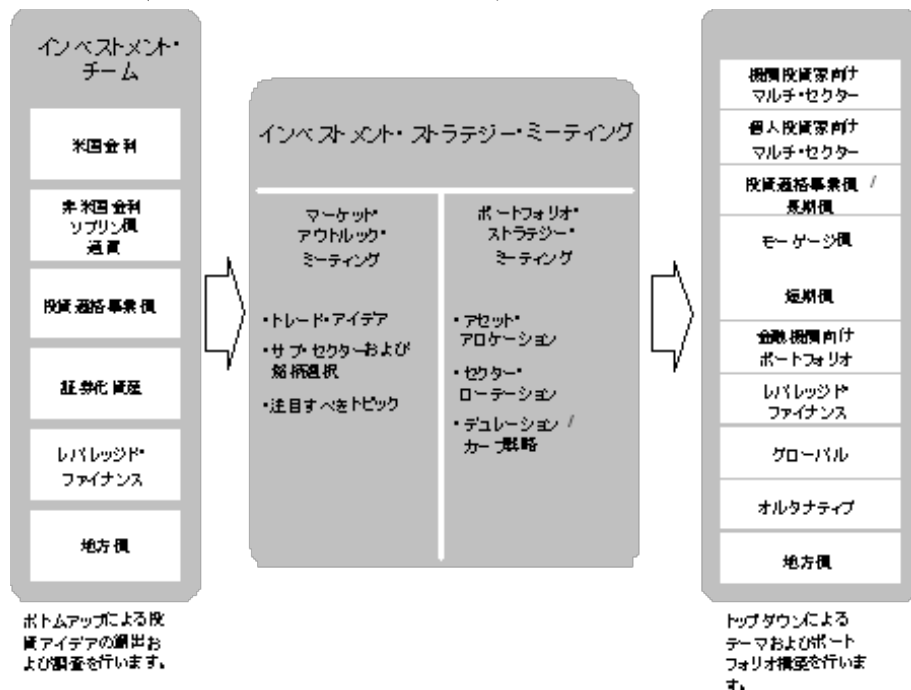 インベストメント・
チーム
米国金利
非米国金利
ソブリン債
通貨
投資適格事業債
証券化資産
レバレッジド・
ファイナンス
地方債
ボトムアップによる投
資アイデアの創出お
よび調査を行います。
インベストメント・ストラテジー・ミーティング
マーケット・
アウトルック・
ミーティング
・トレード・アイデア
・サブ・セクターおよび
銘柄選択
・注目すべきトピック
ポートフォリオ・
ストラテジー・
ミーティング
・アセット・
アロケーション
・セクター・
ローテーション
・デュレーション /
カーブ戦略
機関投資家向け
マルチ・セクター
個人投資家向け
マルチ・セクター
投資適格事業債 /
長期債
モーゲージ債
短期債
金融機関向け
ポートフォリオ
レバレッジド・
ファイナンス
グローバル
オルタナティブ
地方債
トップダウンによる
テーマおよびポート
フォリオ構築を行いま
す。